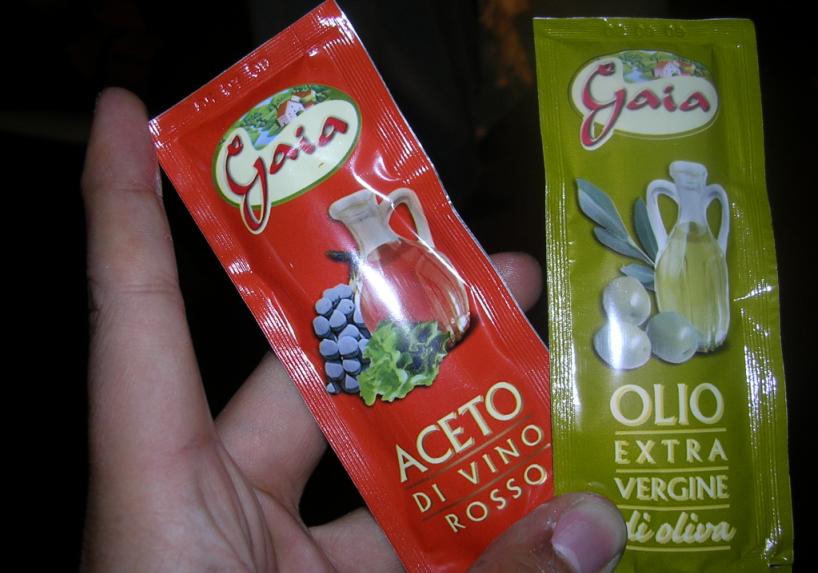 Gaia
ACETO
DI VINO
ROSSO
Gaia
OLIO
EXTRA
VERGINE
di oliva